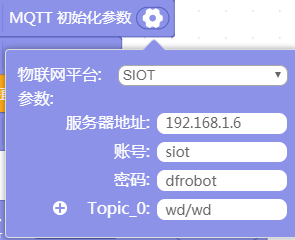 MQTT 初始化参数
物联网平台: SIOT
参数:
服务器地址: 192.168.1.6
账号: siot
密码: dfrobot
Topic_0: wd/wd